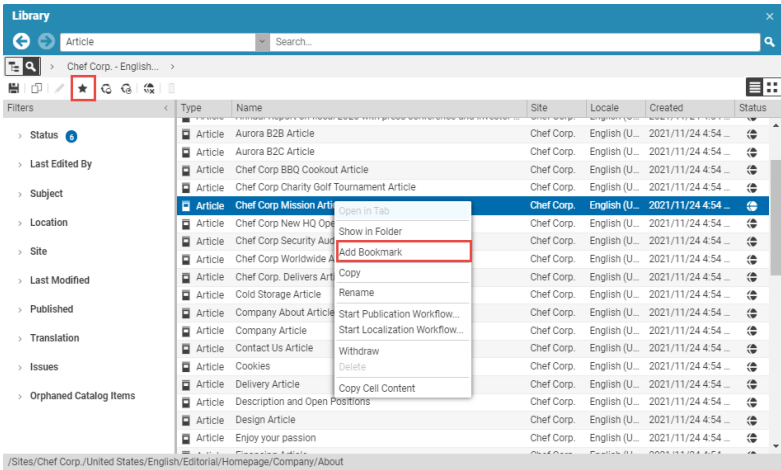 Library
Article
Search...
Chef Corp. - English...
Filters
Type Name Site Locale Created Status
Status 6
Last Edited By
Subject
Location
Site
Last Modified
Published
Translation
Issues
Orphaned Catalog Items
Article Aurora B2B Article Chef Corp. English (U... 2021/11/24 4:54 ...
Article Aurora B2C Article Chef Corp. English (U... 2021/11/24 4:54 ...
Article Chef Corp BBQ Cookout Article Chef Corp. English (U... 2021/11/24 4:54 ...
Article Chef Corp Charity Golf Tournament Article Chef Corp. English (U... 2021/11/24 4:54 ...
Article Chef Corp Mission Artic Chef Corp. English (U... 2021/11/24 4:54 ...
Article Chef Corp New HQ Ope Chef Corp. English (U... 2021/11/24 4:54 ...
Article Chef Corp Security Aud Chef Corp. English (U... 2021/11/24 4:54 ...
Article Chef Corp Worldwide A Chef Corp. English (U... 2021/11/24 4:54 ...
Article Chef Corp. Delivers Arti Chef Corp. English (U... 2021/11/24 4:54 ...
Article Cold Storage Article Chef Corp. English (U... 2021/11/24 4:54 ...
Article Company About Article Chef Corp. English (U... 2021/11/24 4:54 ...
Article Company Article Chef Corp. English (U... 2021/11/24 4:54 ...
Article Contact Us Article Chef Corp. English (U... 2021/11/24 4:54 ...
Article Cookies Chef Corp. English (U... 2021/11/24 4:54 ...
Article Delivery Article Chef Corp. English (U... 2021/11/24 4:54 ...
Article Description and Open Positions Chef Corp. English (U... 2021/11/24 4:54 ...
Article Design Article Chef Corp. English (U... 2021/11/24 4:54 ...
Article Enjoy your passion Chef Corp. English (U... 2021/11/24 4:54 ...
Open in Tab
Show in Folder
Add Bookmark
Copy
Rename
Start Publication Workflow...
Start Localization Workflow...
Withdraw
Delete
Copy Cell Content
/Sites/Chef Corp./United States/English/Editorial/Homepage/Company/About